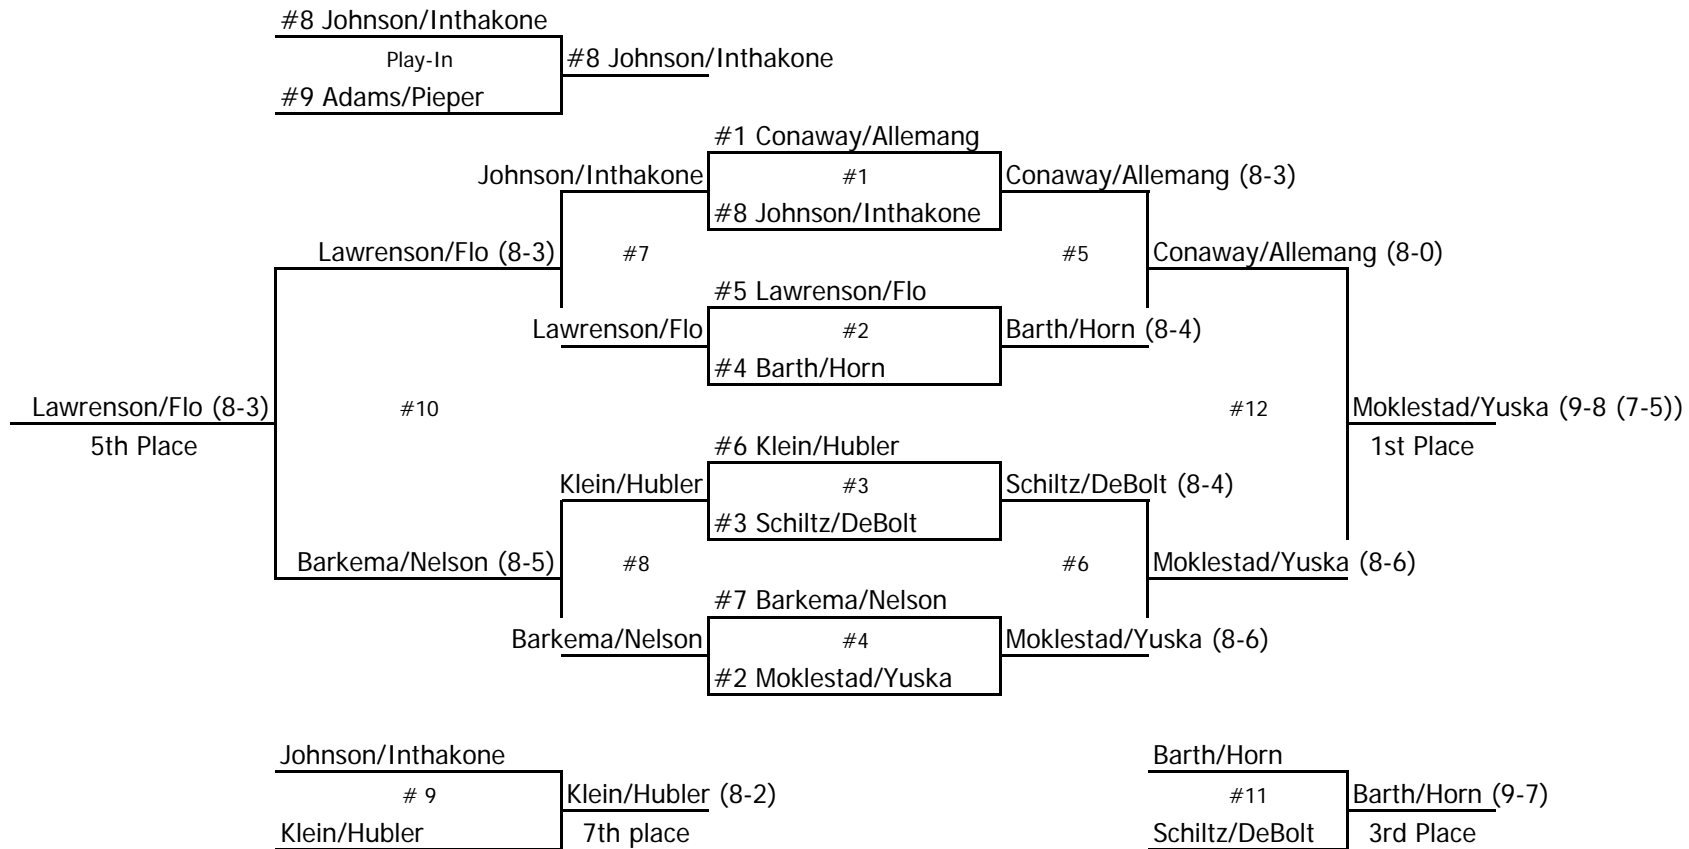 #8 Johnson/Inthakone
Play-In
#8 Johnson/Inthakone
#9 Adams/Pieper
#1 Conaway/Allemang
Johnson/Inthakone
#1
Conaway/Allemang (8-3)
#8 Johnson/Inthakone
Lawrenson/Flo (8-3)
#7
#5
Conaway/Allemang (8-0)
#5 Lawrenson/Flo
Lawrenson/Flo
#2
Barth/Horn (8-4)
#4 Barth/Horn
Lawrenson/Flo (8-3)
#10
#12
Moklestad/Yuska (9-8 (7-5))
5th Place
#6 Klein/Hubler
1st Place
Klein/Hubler
#3
Schiltz/DeBolt (8-4)
#3 Schiltz/DeBolt
Barkema/Nelson (8-5)
#8
#6
Moklestad/Yuska (8-6)
#7 Barkema/Nelson
Barkema/Nelson
#4
Moklestad/Yuska (8-6)
#2 Moklestad/Yuska
Johnson/Inthakone
Barth/Horn
# 9
Klein/Hubler (8-2)
#11
Barth/Horn (9-7)
Klein/Hubler
7th place
Schiltz/DeBolt
3rd Place